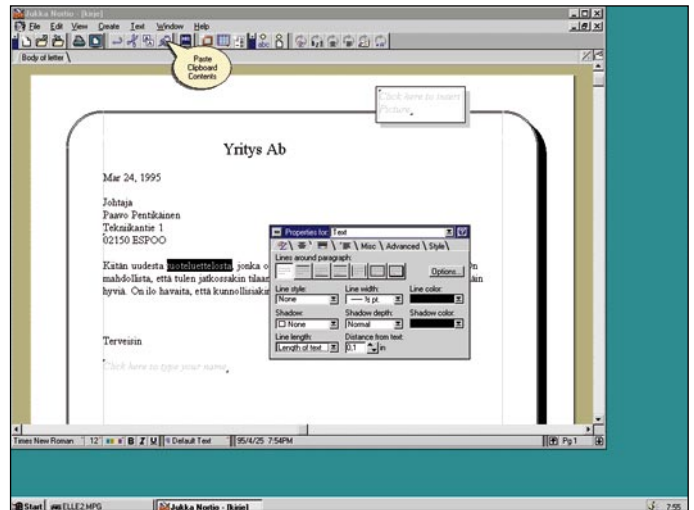 Jukka Nortio - [kirje]
File Edit View Create Text Window Help
Body of letter
Paste
Clipboard
Contents
Click here to insert
Picture
Yritys Ab
Mar 24, 1995
Johtaja
Paavo Pentikäinen
Tekniikantie 1
02150 ESPOO
Kiitän uudesta tuoteluettelosta, jonka o
mahdollista, että tulen jatkossakin tilaan
hyviä. On ilo havaita, että kunnollisiakin
Terveisin
Click here to type your name
Properties for: Text
Misc Advanced Style
Lines around paragraph:
Options...
Line style: Line width: Line color:
None ½ pt.
Shadow: Shadow depth: Shadow color:
None Normal
Line length: Distance from text:
Length of text 0,1 in
Times New Roman 12 B I U Default Text 95/4/25 7:54PM Pg 1
Start ELLE2.MPG Jukka Nortio - [kirje] 7:55